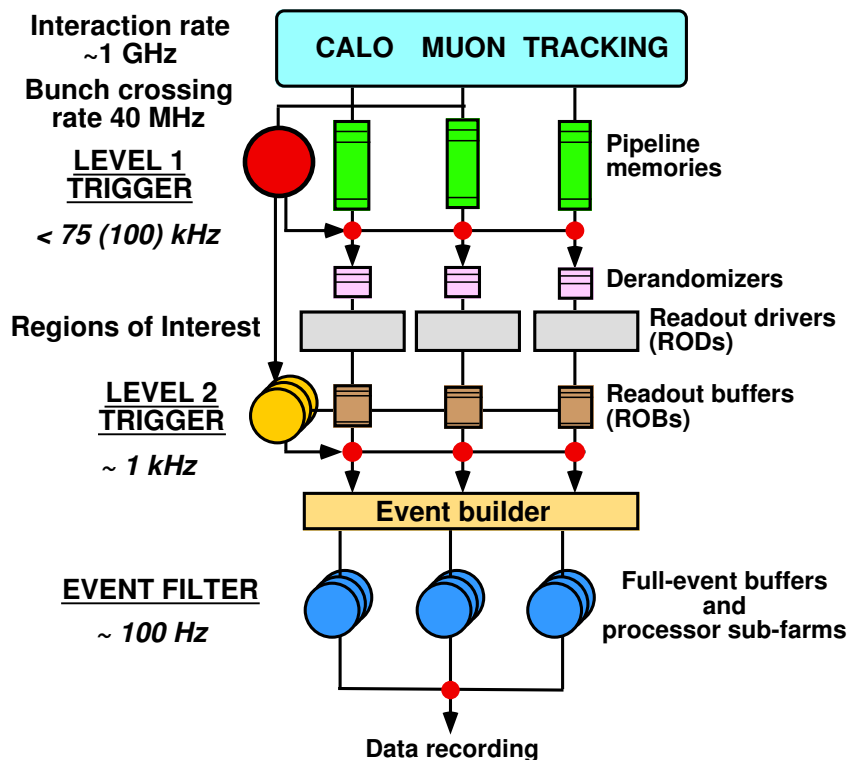 Interaction rate
~1 GHz
CALO MUON TRACKING
Bunch crossing
rate 40 MHz
LEVEL 1
TRIGGER
< 75 (100) kHz
Pipeline
memories
Derandomizers
Regions of Interest
Readout drivers
(RODs)
LEVEL 2
TRIGGER
~ 1 kHz
Readout buffers
(ROBs)
Event builder
EVENT FILTER
~ 100 Hz
Full-event buffers
and
processor sub-farms
Data recording